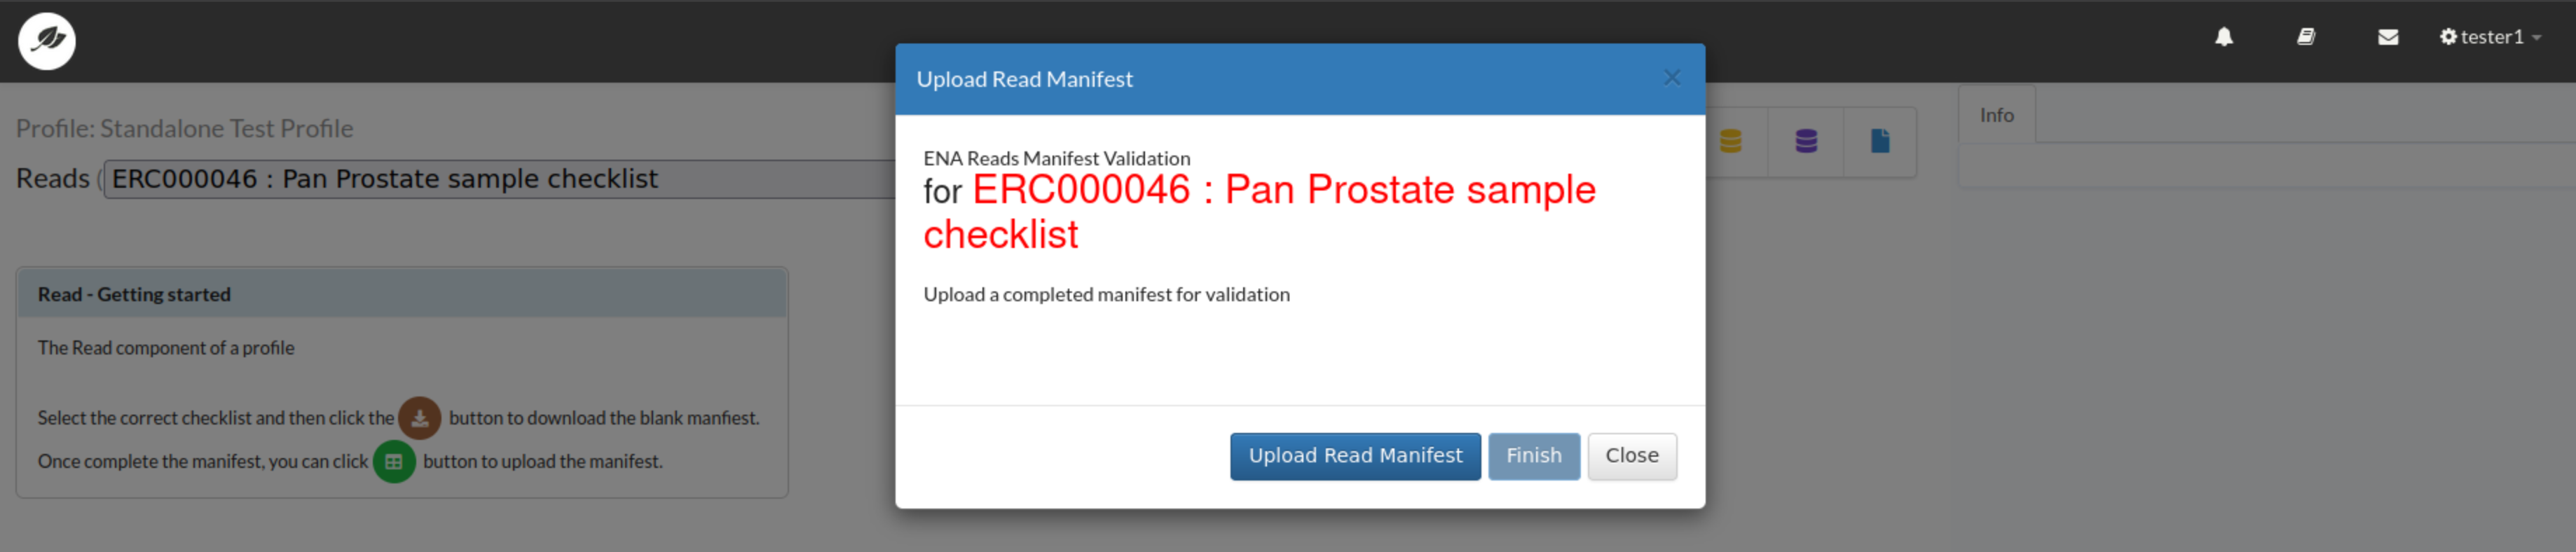 tester1
Upload Read Manifest
×
Info
Profile: Standalone Test Profile
Reads (
ERC000046 : Pan Prostate sample checklist
ENA Reads Manifest Validation
for ERC000046 : Pan Prostate sample
checklist
Upload a completed manifest for validation
Read - Getting started
The Read component of a profile
Select the correct checklist and then click the button to download the blank manfiest.
Once complete the manifest, you can click button to upload the manifest.
Upload Read Manifest
Finish
Close